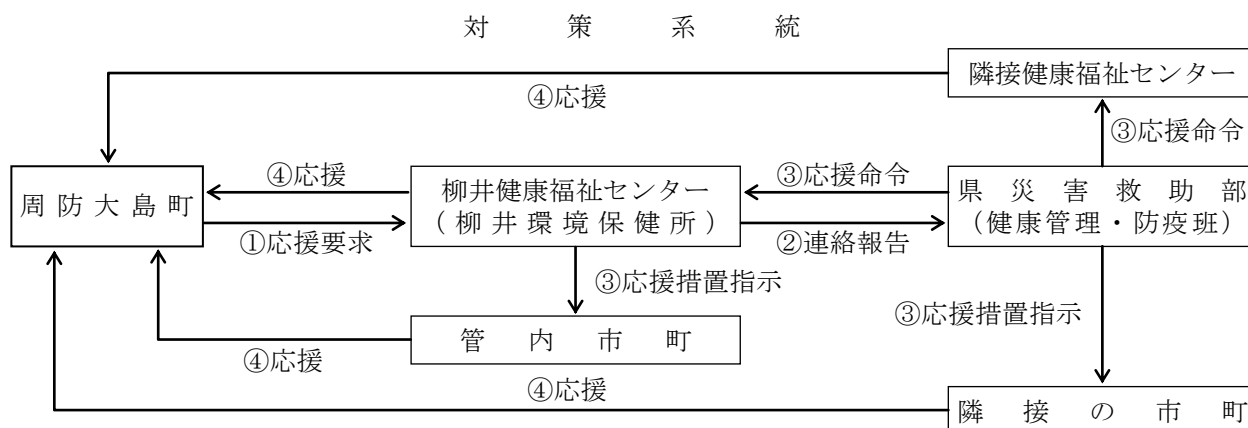 対策系統
隣接健康福祉センター
④応援
③応援命令
周防大島町
④応援
①応援要求
柳井健康福祉センター
（柳井環境保健所）
③応援命令
②連絡報告
県災害救助部
（健康管理・防疫班）
③応援措置指示
③応援措置指示
管内市町
④応援
④応援
隣接の市町